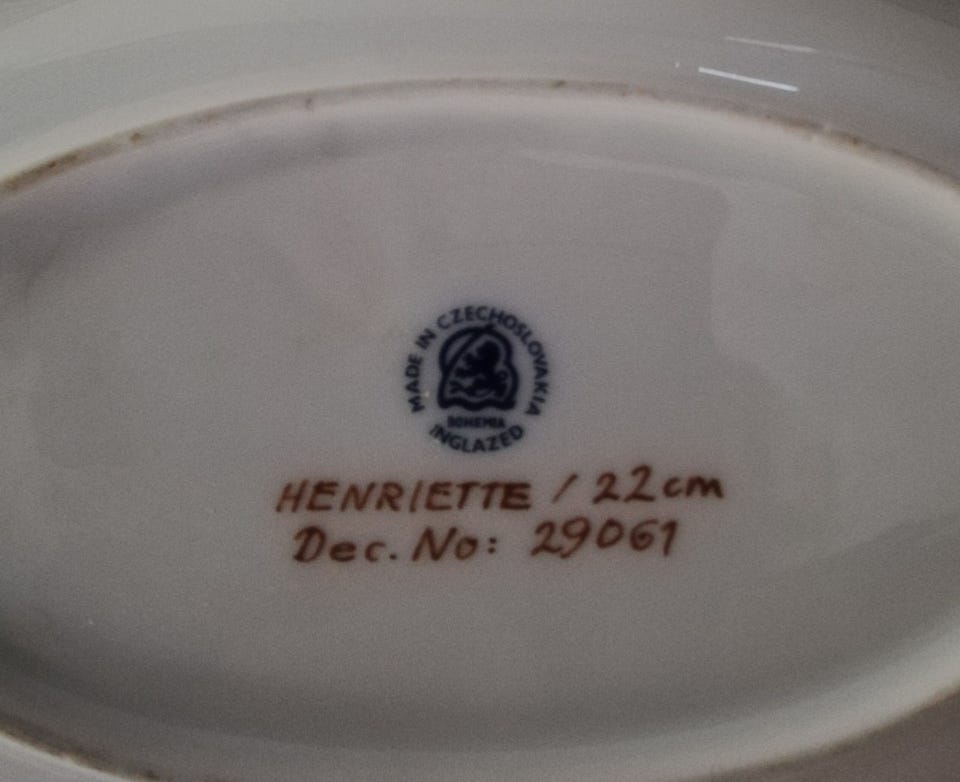 MADE IN CZECHOSLOVAKIA
BOHEMIA
INGLAZED
HENRIETTE / 22cm
Dec. No: 29061